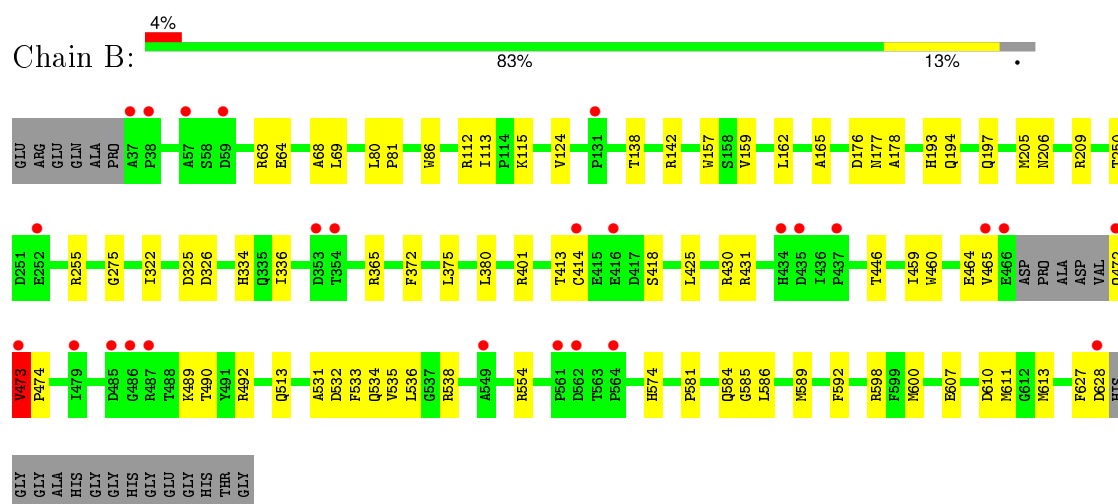 4%
Chain B:
83%
13%
•
GLU ARG GLU GLN ALA PRO A37 P38 A57 S58 D59 R63 E64 A68 L69 L80 P81 W86 R112 I113 P114 K115 V124 P131 T138 R142 W157 S158 V159 L162 A165 D176 N177 A178 H193 Q194 Q197 M205 N206 R209 T250
D251 E252 R255 G275 I322 D325 D326 H334 Q335 I336 D353 T354 R365 F372 L375 L380 R401 T413 C414 E415 E416 D417 S418 L425 R430 R431 H434 D435 I436 P437 T446 I459 W460 E464 V465 E466 ASP PRO ALA ASP VAL Q472
V473 P474 I479 D485 G486 R487 T488 K489 T490 Y491 R492 Q513 A531 D532 F533 Q534 V535 L536 G537 R538 A549 R554 P561 D562 T563 P564 H574 P581 Q584 G585 L586 M589 F592 R598 F599 M600 E607 D610 M611 G612 M613 F627 D628 HIS
GLY GLY ALA HIS GLY GLY HIS GLY GLU GLY HIS THR GLY